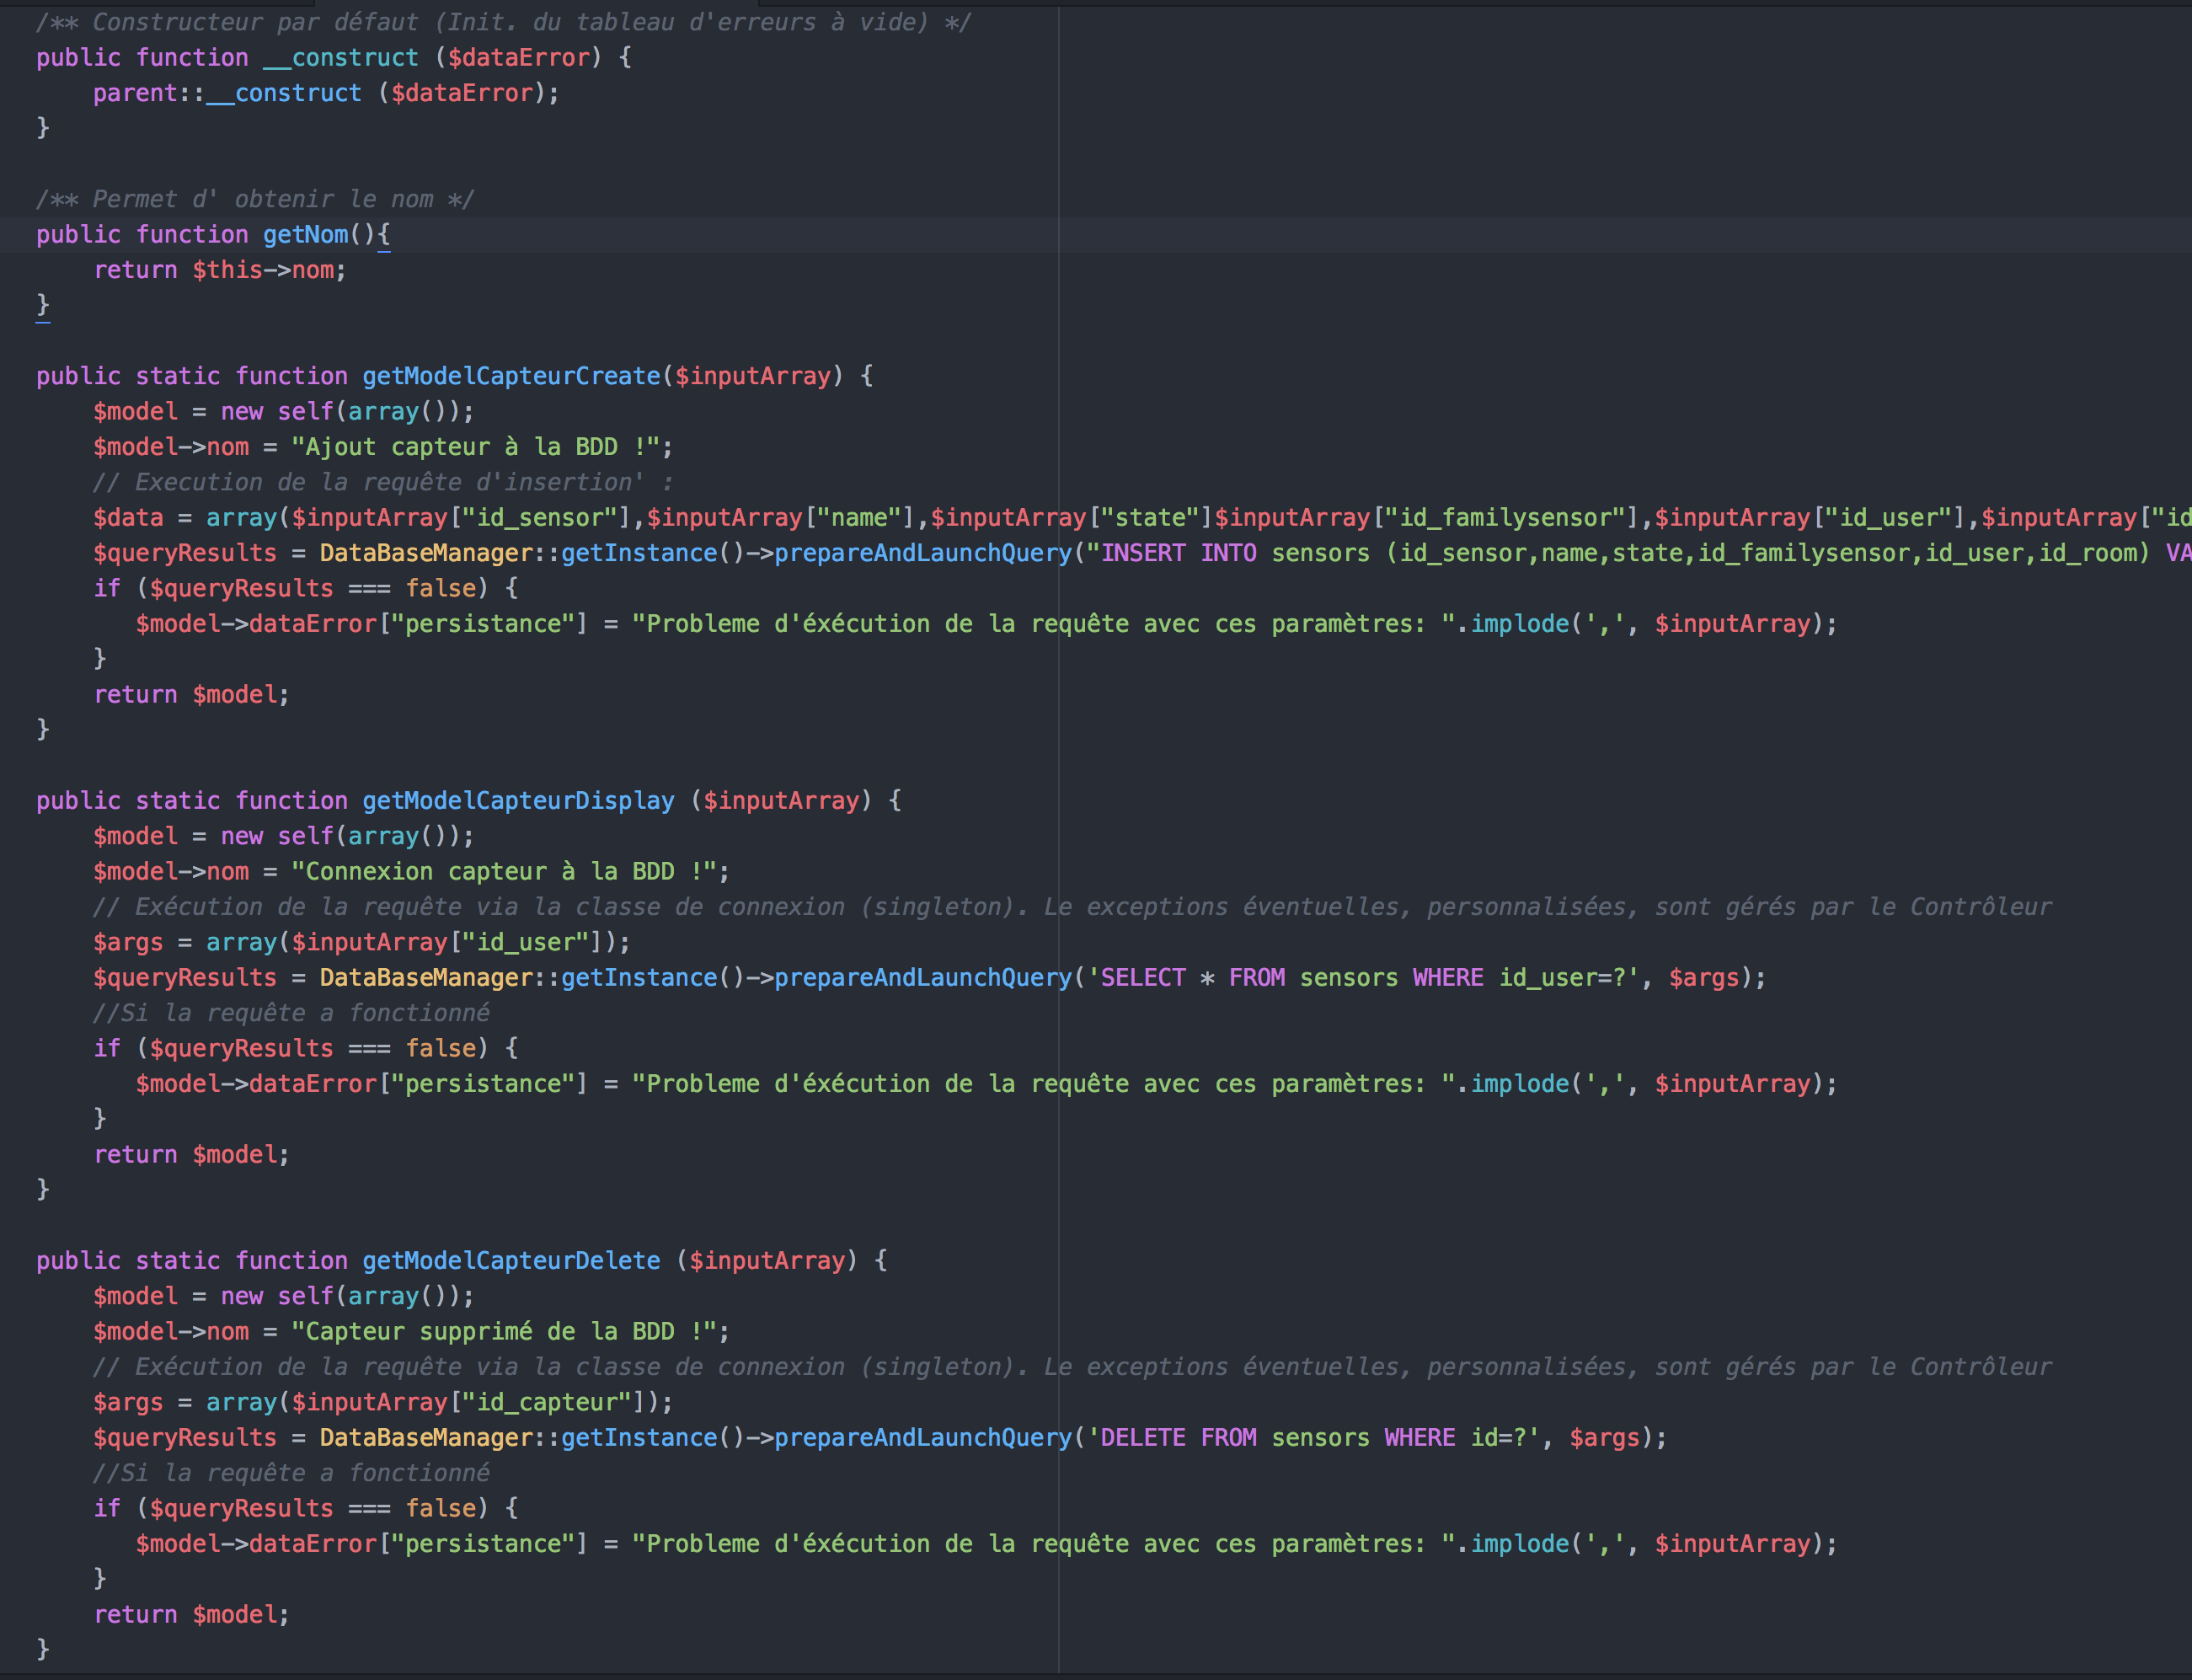 /** Constructeur par défaut (Init. du tableau d'erreurs à vide) */
public function __construct ($dataError) {
parent::__construct ($dataError);
}
/** Permet d' obtenir le nom */
public function getNom(){
return $this->nom;
}
public static function getModelCapteurCreate($inputArray) {
$model = new self(array());
$model->nom = "Ajout capteur à la BDD !";
// Execution de la requête d'insertion' :
$data = array($inputArray["id_sensor"],$inputArray["name"],$inputArray["state"]$inputArray["id_familysensor"],$inputArray["id_user"],$inputArray["id
$queryResults = DataBaseManager::getInstance()->prepareAndLaunchQuery("INSERT INTO sensors (id_sensor,name,state,id_familysensor,id_user,id_room) VA
if ($queryResults === false) {
$model->dataError["persistance"] = "Probleme d'éxécution de la requête avec ces paramètres: ".implode(',', $inputArray);
}
return $model;
}
public static function getModelCapteurDisplay ($inputArray) {
$model = new self(array());
$model->nom = "Connexion capteur à la BDD !";
// Exécution de la requête via la classe de connexion (singleton). Le exceptions éventuelles, personnalisées, sont gérés par le Contrôleur
$args = array($inputArray["id_user"]);
$queryResults = DataBaseManager::getInstance()->prepareAndLaunchQuery('SELECT * FROM sensors WHERE id_user=?', $args);
//Si la requête a fonctionné
if ($queryResults === false) {
$model->dataError["persistance"] = "Probleme d'éxécution de la requête avec ces paramètres: ".implode(',', $inputArray);
}
return $model;
}
public static function getModelCapteurDelete ($inputArray) {
$model = new self(array());
$model->nom = "Capteur supprimé de la BDD !";
// Exécution de la requête via la classe de connexion (singleton). Le exceptions éventuelles, personnalisées, sont gérés par le Contrôleur
$args = array($inputArray["id_capteur"]);
$queryResults = DataBaseManager::getInstance()->prepareAndLaunchQuery('DELETE FROM sensors WHERE id=?', $args);
//Si la requête a fonctionné
if ($queryResults === false) {
$model->dataError["persistance"] = "Probleme d'éxécution de la requête avec ces paramètres: ".implode(',', $inputArray);
}
return $model;
}